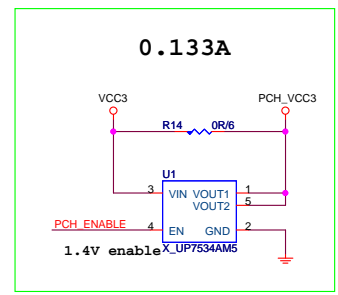 0.133A
VCC3 PCH_VCC3
R14 0R/6
U1
3 VIN VOUT1 1
VOUT2 5
PCH_ENABLE 4 EN GND 2
1.4V enable X_UP7534AM5